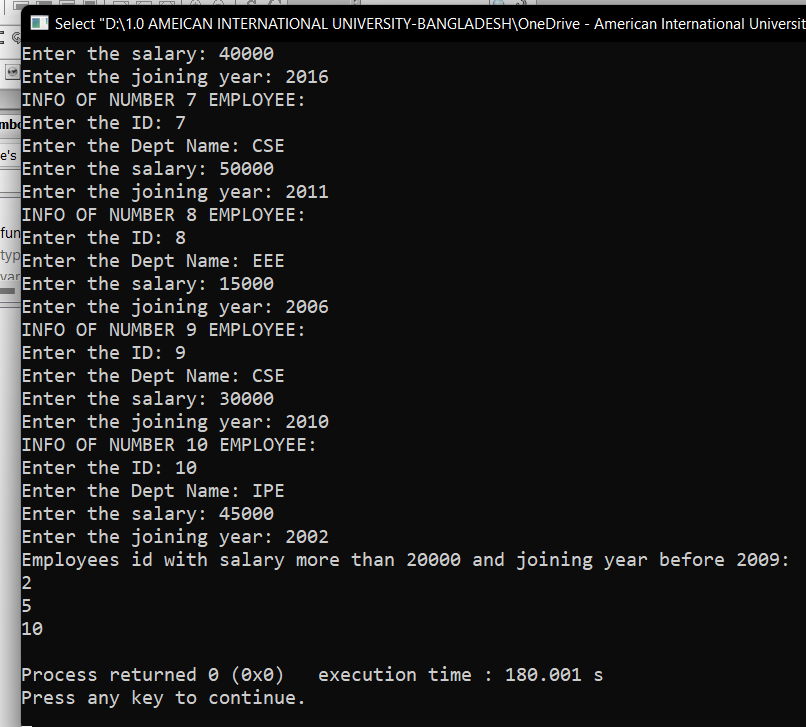 Select "D:\1.0 AMEICAN INTERNATIONAL UNIVERSITY-BANGLADESH\OneDrive - American International Universit
Enter the salary: 40000
Enter the joining year: 2016
INFO OF NUMBER 7 EMPLOYEE:
Enter the ID: 7
Enter the Dept Name: CSE
Enter the salary: 50000
Enter the joining year: 2011
INFO OF NUMBER 8 EMPLOYEE:
Enter the ID: 8
Enter the Dept Name: EEE
Enter the salary: 15000
Enter the joining year: 2006
INFO OF NUMBER 9 EMPLOYEE:
Enter the ID: 9
Enter the Dept Name: CSE
Enter the salary: 30000
Enter the joining year: 2010
INFO OF NUMBER 10 EMPLOYEE:
Enter the ID: 10
Enter the Dept Name: IPE
Enter the salary: 45000
Enter the joining year: 2002
Employees id with salary more than 20000 and joining year before 2009:
2
5
10
Process returned 0 (0x0)   execution time : 180.001 s
Press any key to continue.
e's
fun
typ
var